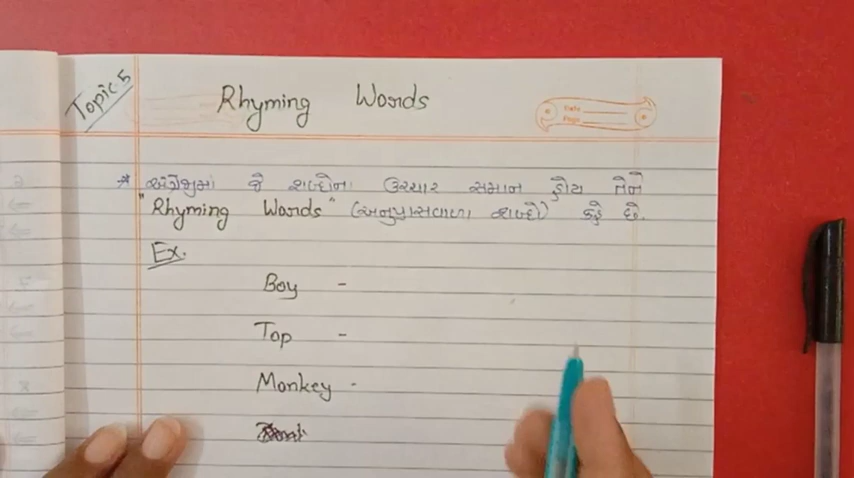 Topic-5
Rhyming Words
Date
Page
* અંગ્રેજીમાં જે શબ્દોના ઉચ્ચાર સમાન હોય તેને
"Rhyming Words" (અનુપ્રાસવાળા શબ્દો) કહે છે.
Ex.
Boy -
Top -
Monkey -